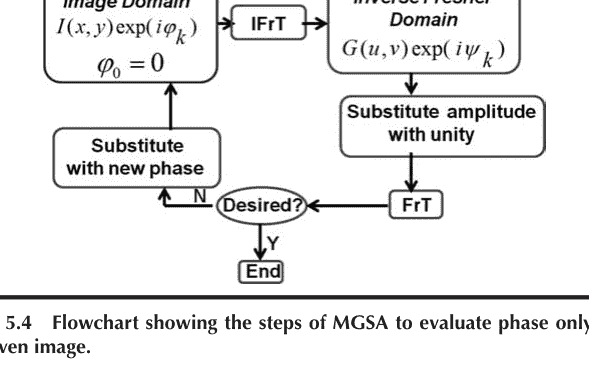 Image Domain
I(x, y)exp(iφ_k)
φ_0 = 0
IFrT
Inverse Fresnel
Domain
G(u,v)exp(iψ_k)
Substitute amplitude
with unity
Substitute
with new phase
N
Desired?
FrT
Y
End
5.4 Flowchart showing the steps of MGSA to evaluate phase only
ven image.